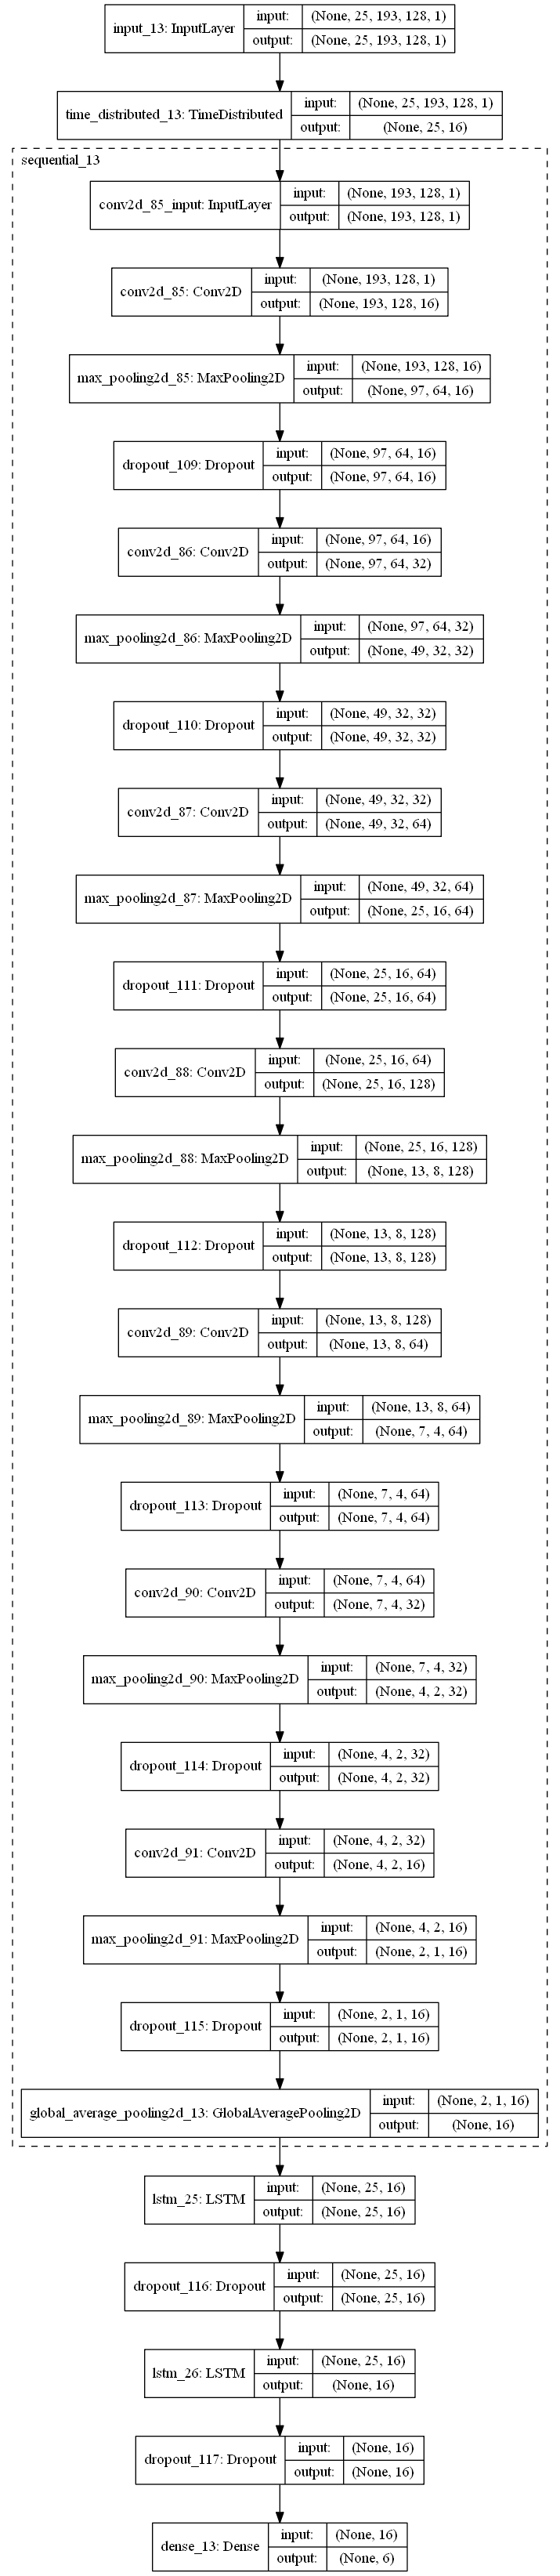 input_13: InputLayer
input:
(None, 25, 193, 128, 1)
output:
(None, 25, 193, 128, 1)
time_distributed_13: TimeDistributed
input:
(None, 25, 193, 128, 1)
output:
(None, 25, 16)
sequential_13
conv2d_85_input: InputLayer
input:
(None, 193, 128, 1)
output:
(None, 193, 128, 1)
conv2d_85: Conv2D
input:
(None, 193, 128, 1)
output:
(None, 193, 128, 16)
max_pooling2d_85: MaxPooling2D
input:
(None, 193, 128, 16)
output:
(None, 97, 64, 16)
dropout_109: Dropout
input:
(None, 97, 64, 16)
output:
(None, 97, 64, 16)
conv2d_86: Conv2D
input:
(None, 97, 64, 16)
output:
(None, 97, 64, 32)
max_pooling2d_86: MaxPooling2D
input:
(None, 97, 64, 32)
output:
(None, 49, 32, 32)
dropout_110: Dropout
input:
(None, 49, 32, 32)
output:
(None, 49, 32, 32)
conv2d_87: Conv2D
input:
(None, 49, 32, 32)
output:
(None, 49, 32, 64)
max_pooling2d_87: MaxPooling2D
input:
(None, 49, 32, 64)
output:
(None, 25, 16, 64)
dropout_111: Dropout
input:
(None, 25, 16, 64)
output:
(None, 25, 16, 64)
conv2d_88: Conv2D
input:
(None, 25, 16, 64)
output:
(None, 25, 16, 128)
max_pooling2d_88: MaxPooling2D
input:
(None, 25, 16, 128)
output:
(None, 13, 8, 128)
dropout_112: Dropout
input:
(None, 13, 8, 128)
output:
(None, 13, 8, 128)
conv2d_89: Conv2D
input:
(None, 13, 8, 128)
output:
(None, 13, 8, 64)
max_pooling2d_89: MaxPooling2D
input:
(None, 13, 8, 64)
output:
(None, 7, 4, 64)
dropout_113: Dropout
input:
(None, 7, 4, 64)
output:
(None, 7, 4, 64)
conv2d_90: Conv2D
input:
(None, 7, 4, 64)
output:
(None, 7, 4, 32)
max_pooling2d_90: MaxPooling2D
input:
(None, 7, 4, 32)
output:
(None, 4, 2, 32)
dropout_114: Dropout
input:
(None, 4, 2, 32)
output:
(None, 4, 2, 32)
conv2d_91: Conv2D
input:
(None, 4, 2, 32)
output:
(None, 4, 2, 16)
max_pooling2d_91: MaxPooling2D
input:
(None, 4, 2, 16)
output:
(None, 2, 1, 16)
dropout_115: Dropout
input:
(None, 2, 1, 16)
output:
(None, 2, 1, 16)
global_average_pooling2d_13: GlobalAveragePooling2D
input:
(None, 2, 1, 16)
output:
(None, 16)
lstm_25: LSTM
input:
(None, 25, 16)
output:
(None, 25, 16)
dropout_116: Dropout
input:
(None, 25, 16)
output:
(None, 25, 16)
lstm_26: LSTM
input:
(None, 25, 16)
output:
(None, 16)
dropout_117: Dropout
input:
(None, 16)
output:
(None, 16)
dense_13: Dense
input:
(None, 16)
output:
(None, 6)